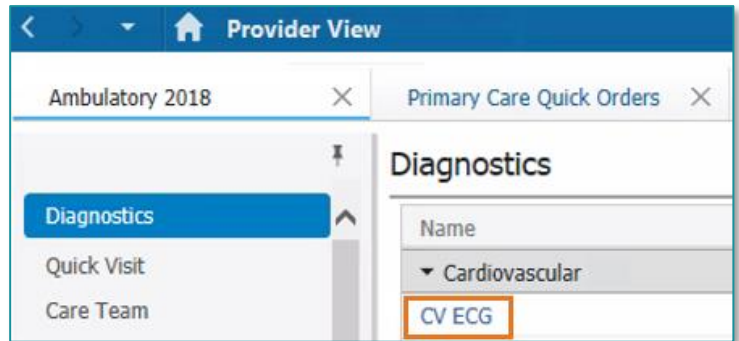 Provider View
Ambulatory 2018
Primary Care Quick Orders
Diagnostics
Quick Visit
Care Team
Diagnostics
Name
Cardiovascular
CV ECG